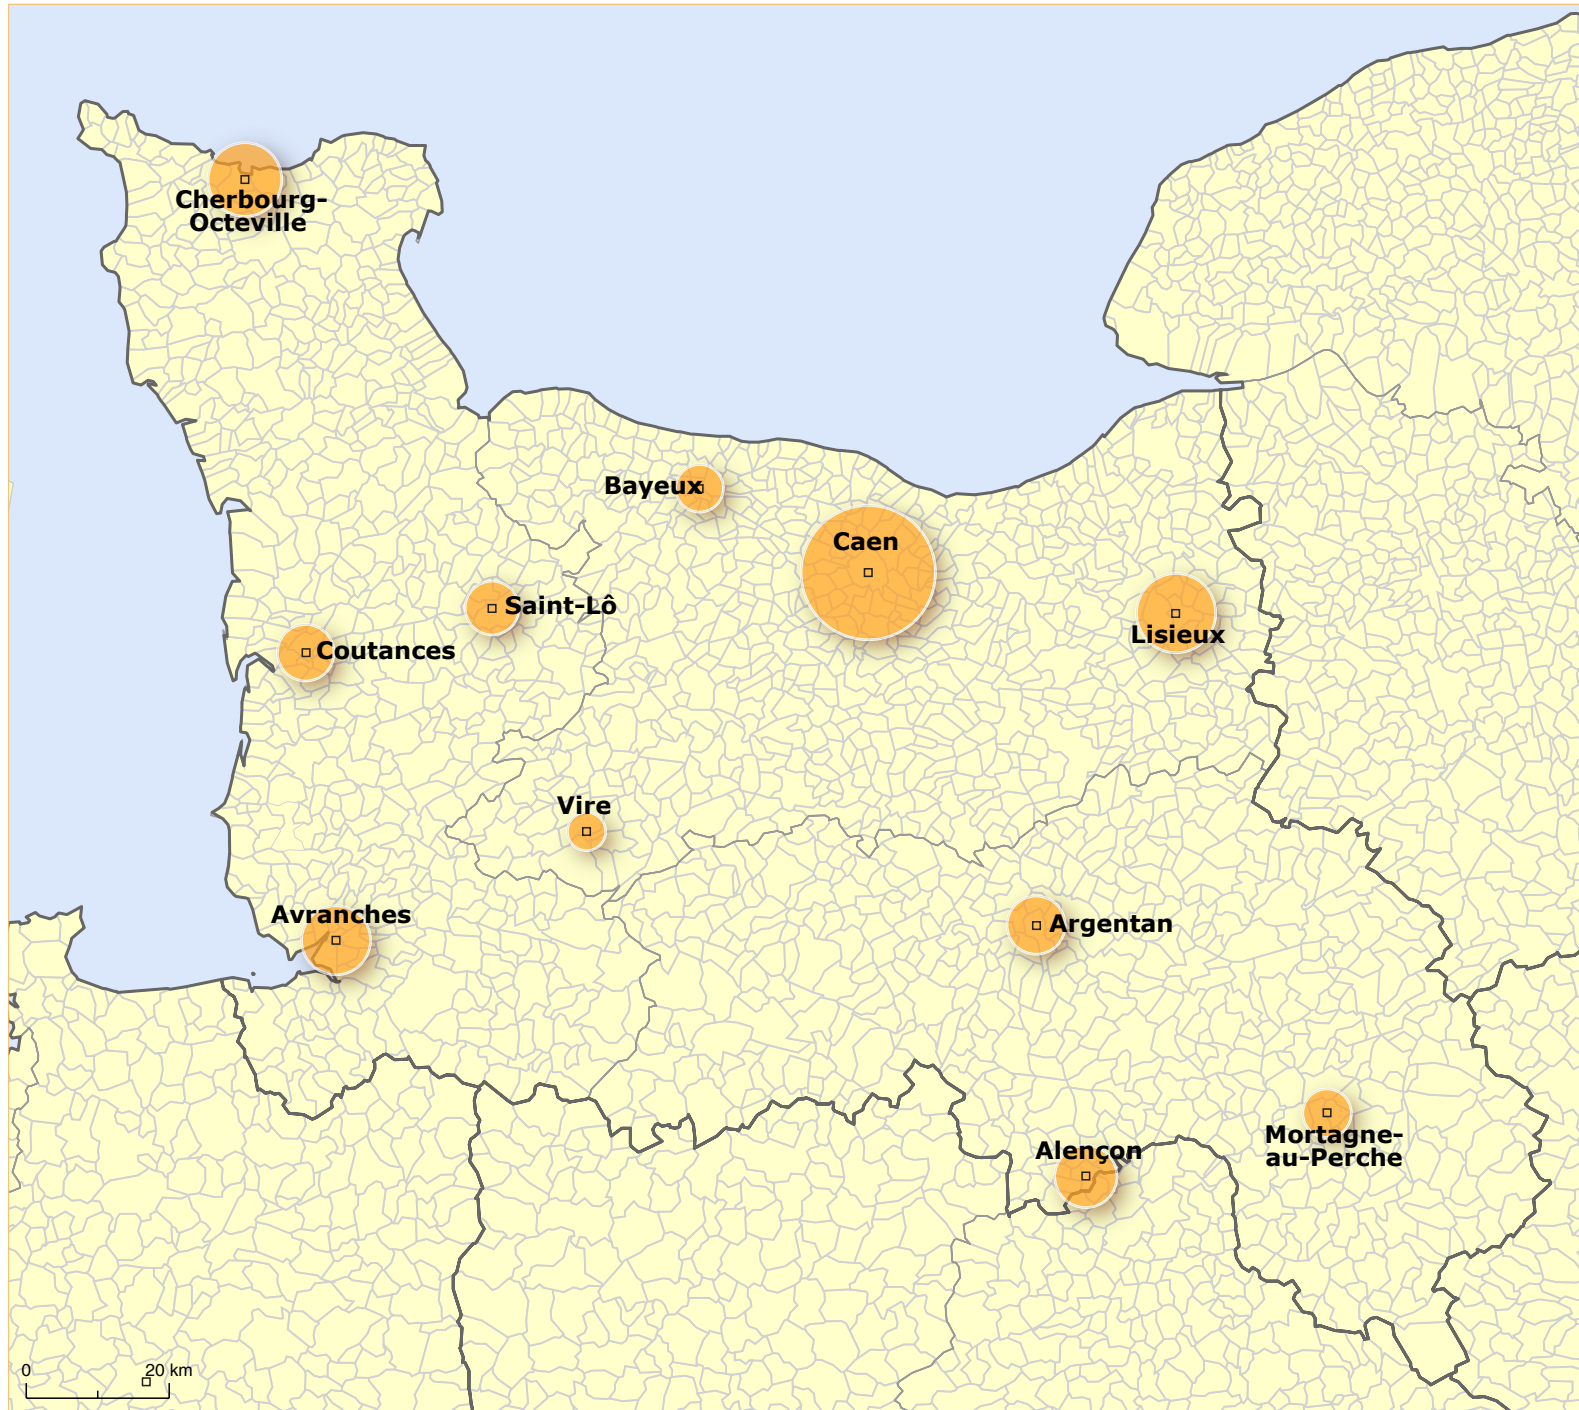 Cherbourg-
Octeville
Bayeux
Caen
Saint-Lô
Lisieux
Coutances
Vire
Avranches
Argentan
Mortagne-
au-Perche
Alençon
0 20 km